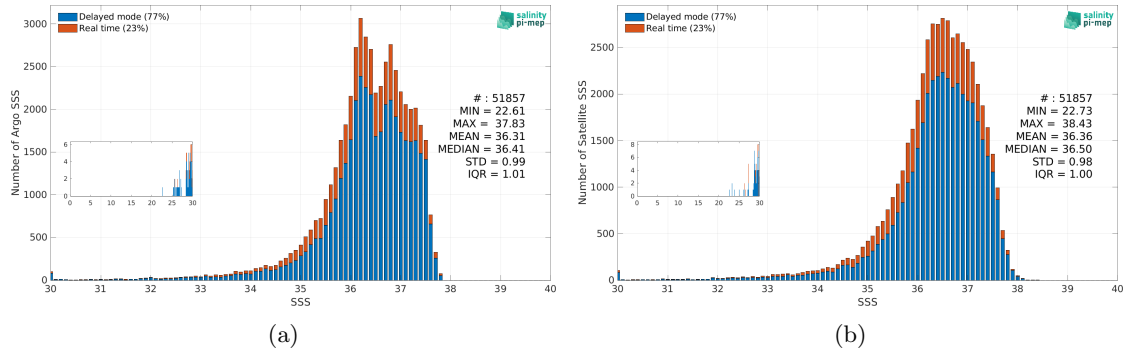 Delayed mode (77%)
Real time (23%)
salinity
pi-mep
Number of Argo SSS
3000
2500
2000
1500
1000
500
0
# : 51857
MIN = 22.61
MAX = 37.83
MEAN = 36.31
MEDIAN = 36.41
STD = 0.99
IQR = 1.01
6
4
2
0
0 5 10 15 20 25 30
30 31 32 33 34 35 36 37 38 39 40
SSS
(a)
Delayed mode (77%)
Real time (23%)
salinity
pi-mep
Number of Satellite SSS
2500
2000
1500
1000
500
0
# : 51857
MIN = 22.73
MAX = 38.43
MEAN = 36.36
MEDIAN = 36.50
STD = 0.98
IQR = 1.00
8
6
4
2
0
0 5 10 15 20 25 30
30 31 32 33 34 35 36 37 38 39 40
SSS
(b)